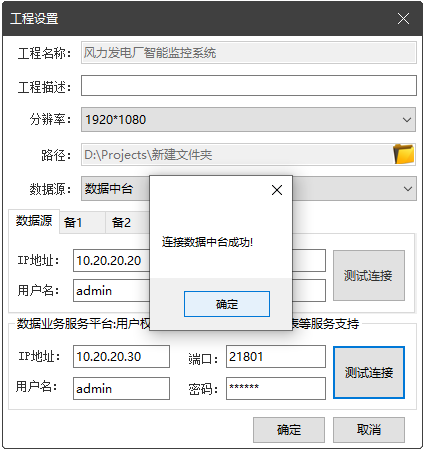 工程设置
工程名称： 风力发电厂智能监控系统
工程描述：
分辨率： 1920*1080
路径： D:\Projects\新建文件夹
数据源： 数据中台
数据源 备1 备2
连接数据中台成功!
IP地址： 10.20.20.20 测试连接
用户名： admin
确定
数据业务服务平台:用户权 表等服务支持
IP地址： 10.20.20.30 端口： 21801
用户名： admin 密码： ****** 测试连接
确定 取消